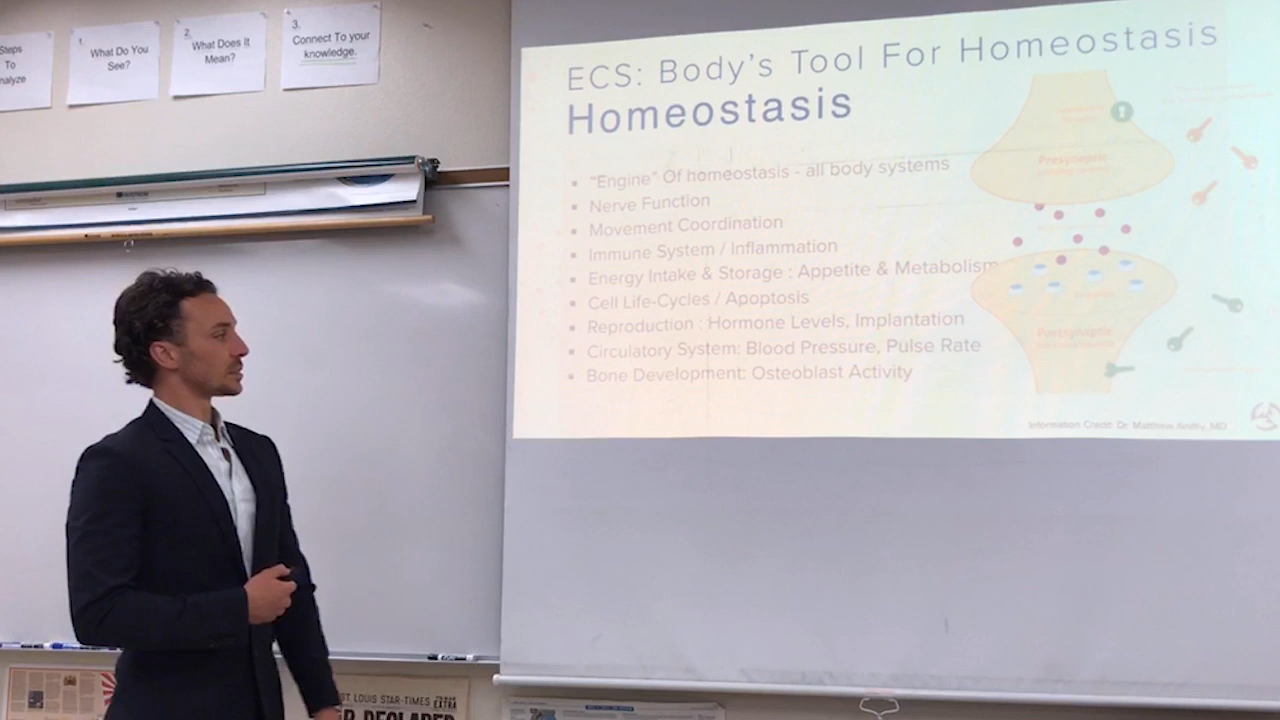 Steps
To
nalyze
1.
What Do You
See?
2.
What Does It
Mean?
3.
Connect To your
knowledge.
ECS: Body's Tool For Homeostasis
Homeostasis
"Engine" Of homeostasis - all body systems
Nerve Function
Movement Coordination
Immune System / Inflammation
Energy Intake & Storage : Appetite & Metabolism
Cell Life-Cycles / Apoptosis
Reproduction : Hormone Levels, Implantation
Circulatory System: Blood Pressure, Pulse Rate
Bone Development: Osteoblast Activity
Presynaptic
Postsynaptic
Information Credit: Dr. Matthew Andry, MD
ST. LOUIS STAR-TIMES
EXTRA
R DECLARED